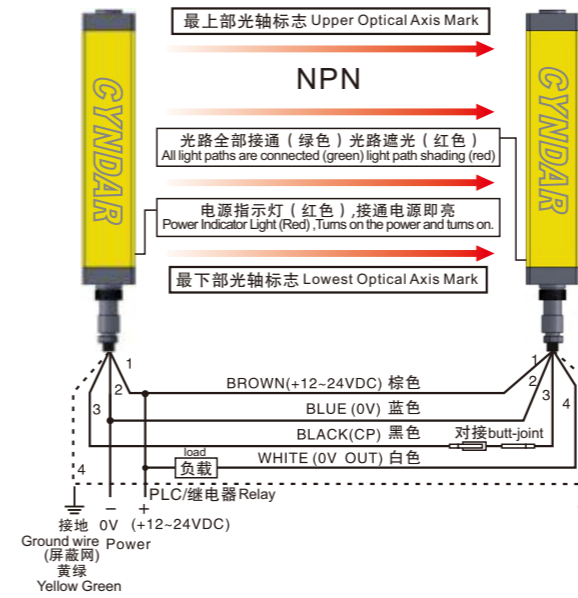 最上部光轴标志 Upper Optical Axis Mark
NPN
CYNDAR
CYNDAR
光路全部接通（绿色）光路遮光（红色）
All light paths are connected (green) light path shading (red)
电源指示灯（红色）,接通电源即亮
Power Indicator Light (Red) ,Turns on the power and turns on.
最下部光轴标志 Lowest Optical Axis Mark
1
2
3
4
1
2
3
4
BROWN(+12~24VDC) 棕色
BLUE (0V) 蓝色
BLACK(CP) 黑色
对接butt-joint
load
负载
WHITE (0V OUT) 白色
PLC/继电器Relay
− +
接地 0V (+12~24VDC)
Ground wire Power
(屏蔽网)
黄绿
Yellow Green